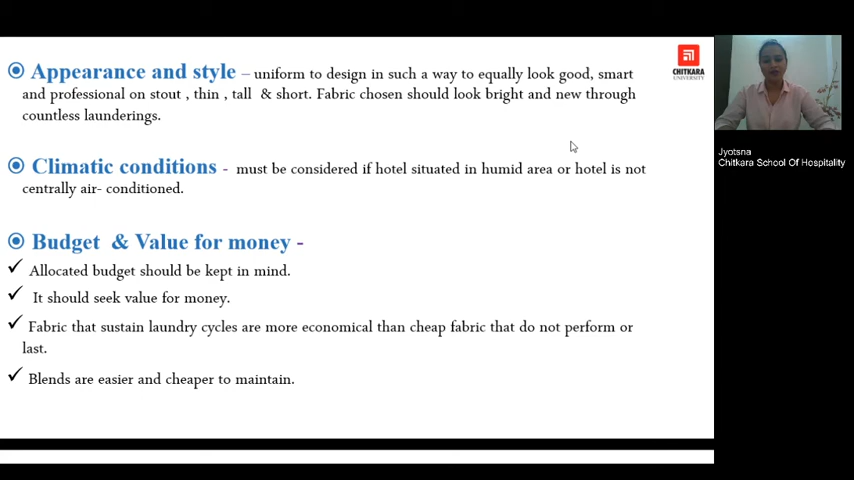 Appearance and style – uniform to design in such a way to equally look good, smart
and professional on stout , thin , tall & short. Fabric chosen should look bright and new through
countless launderings.
CHITKARA
UNIVERSITY
Jyotsna
Chitkara School Of Hospitality
Climatic conditions - must be considered if hotel situated in humid area or hotel is not
centrally air- conditioned.
Budget & Value for money -
Allocated budget should be kept in mind.
It should seek value for money.
Fabric that sustain laundry cycles are more economical than cheap fabric that do not perform or
last.
Blends are easier and cheaper to maintain.